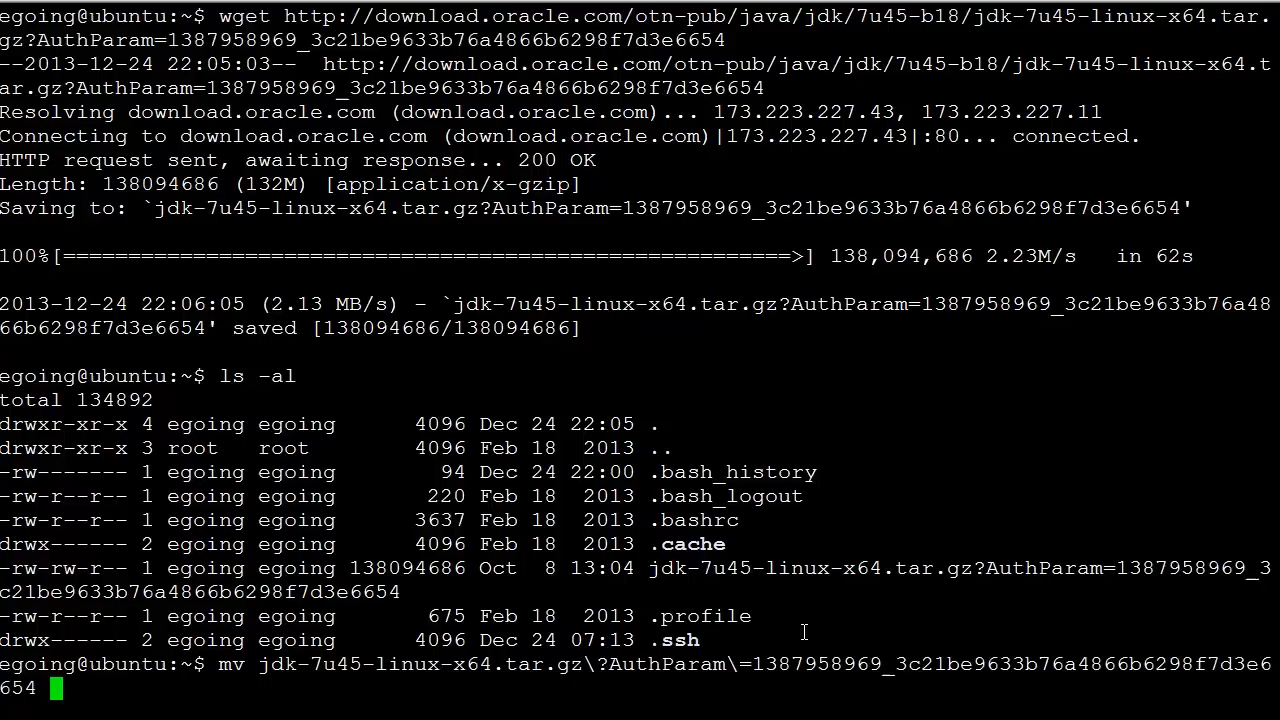 egoing@ubuntu:~$ wget http://download.oracle.com/otn-pub/java/jdk/7u45-b18/jdk-7u45-linux-x64.tar.
gz?AuthParam=1387958969_3c21be9633b76a4866b6298f7d3e6654
--2013-12-24 22:05:03--  http://download.oracle.com/otn-pub/java/jdk/7u45-b18/jdk-7u45-linux-x64.t
ar.gz?AuthParam=1387958969_3c21be9633b76a4866b6298f7d3e6654
Resolving download.oracle.com (download.oracle.com)... 173.223.227.43, 173.223.227.11
Connecting to download.oracle.com (download.oracle.com)|173.223.227.43|:80... connected.
HTTP request sent, awaiting response... 200 OK
Length: 138094686 (132M) [application/x-gzip]
Saving to: `jdk-7u45-linux-x64.tar.gz?AuthParam=1387958969_3c21be9633b76a4866b6298f7d3e6654'
100%[========================================================>] 138,094,686 2.23M/s   in 62s
2013-12-24 22:06:05 (2.13 MB/s) - `jdk-7u45-linux-x64.tar.gz?AuthParam=1387958969_3c21be9633b76a48
66b6298f7d3e6654' saved [138094686/138094686]
egoing@ubuntu:~$ ls -al
total 134892
drwxr-xr-x 4 egoing egoing      4096 Dec 24 22:05 .
drwxr-xr-x 3 root   root        4096 Feb 18  2013 ..
-rw------- 1 egoing egoing        94 Dec 24 22:00 .bash_history
-rw-r--r-- 1 egoing egoing       220 Feb 18  2013 .bash_logout
-rw-r--r-- 1 egoing egoing      3637 Feb 18  2013 .bashrc
drwx------ 2 egoing egoing      4096 Feb 18  2013 .cache
-rw-rw-r-- 1 egoing egoing 138094686 Oct  8 13:04 jdk-7u45-linux-x64.tar.gz?AuthParam=1387958969_3
c21be9633b76a4866b6298f7d3e6654
-rw-r--r-- 1 egoing egoing       675 Feb 18  2013 .profile
drwx------ 2 egoing egoing      4096 Dec 24 07:13 .ssh
egoing@ubuntu:~$ mv jdk-7u45-linux-x64.tar.gz\?AuthParam\=1387958969_3c21be9633b76a4866b6298f7d3e6
654